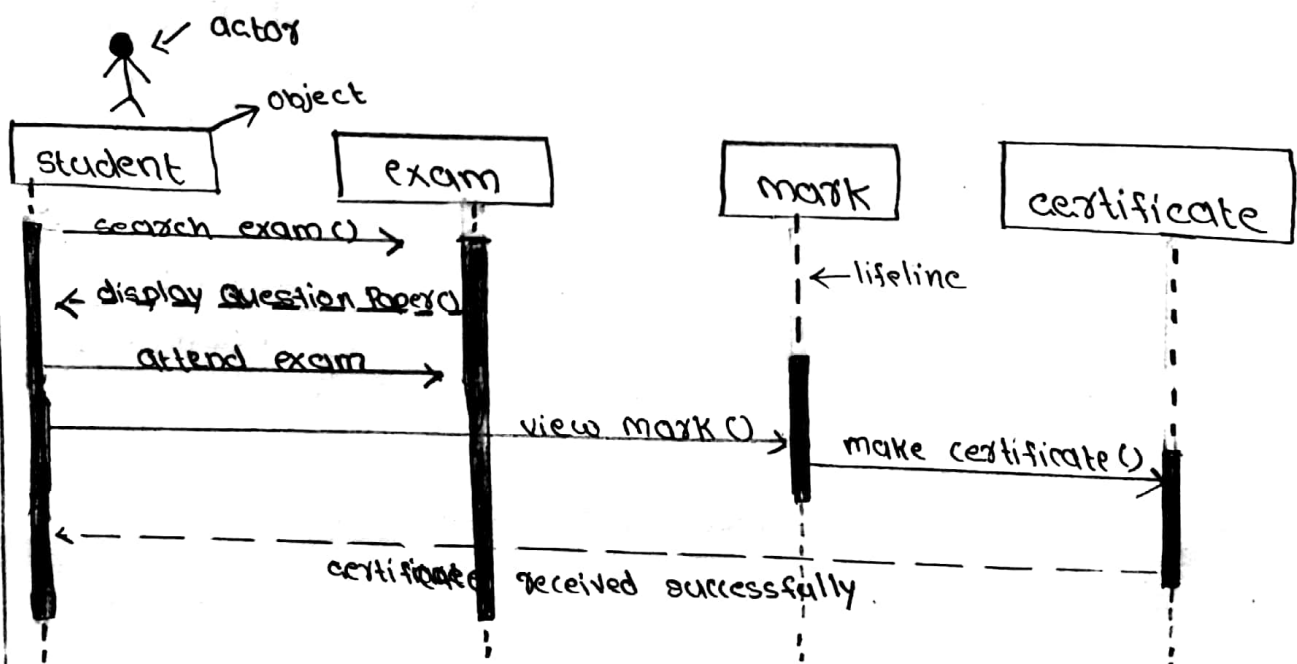 actor
object
student
exam
mark
certificate
search exam()
lifeline
display Question Paper()
attend exam
view mark ()
make certificate()
certificate received successfully.